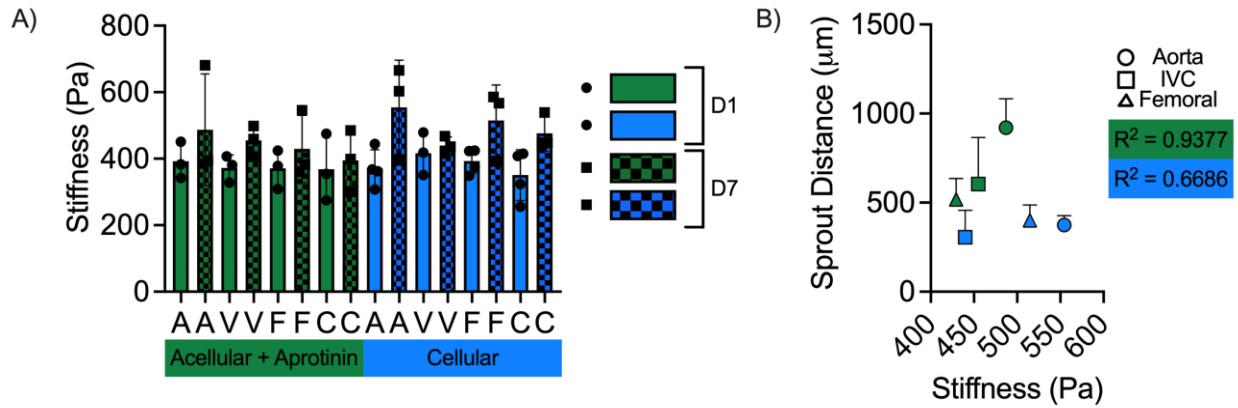 A)
Stiffness (Pa)
800
600
400
200
0
A A V V F F C C A A V V F F C C
Acellular + Aprotinin
Cellular
D1
D7
B)
Sprout Distance (μm)
1500
1000
500
0
400
450
500
550
600
Stiffness (Pa)
Aorta
IVC
Femoral
R² = 0.9377
R² = 0.6686